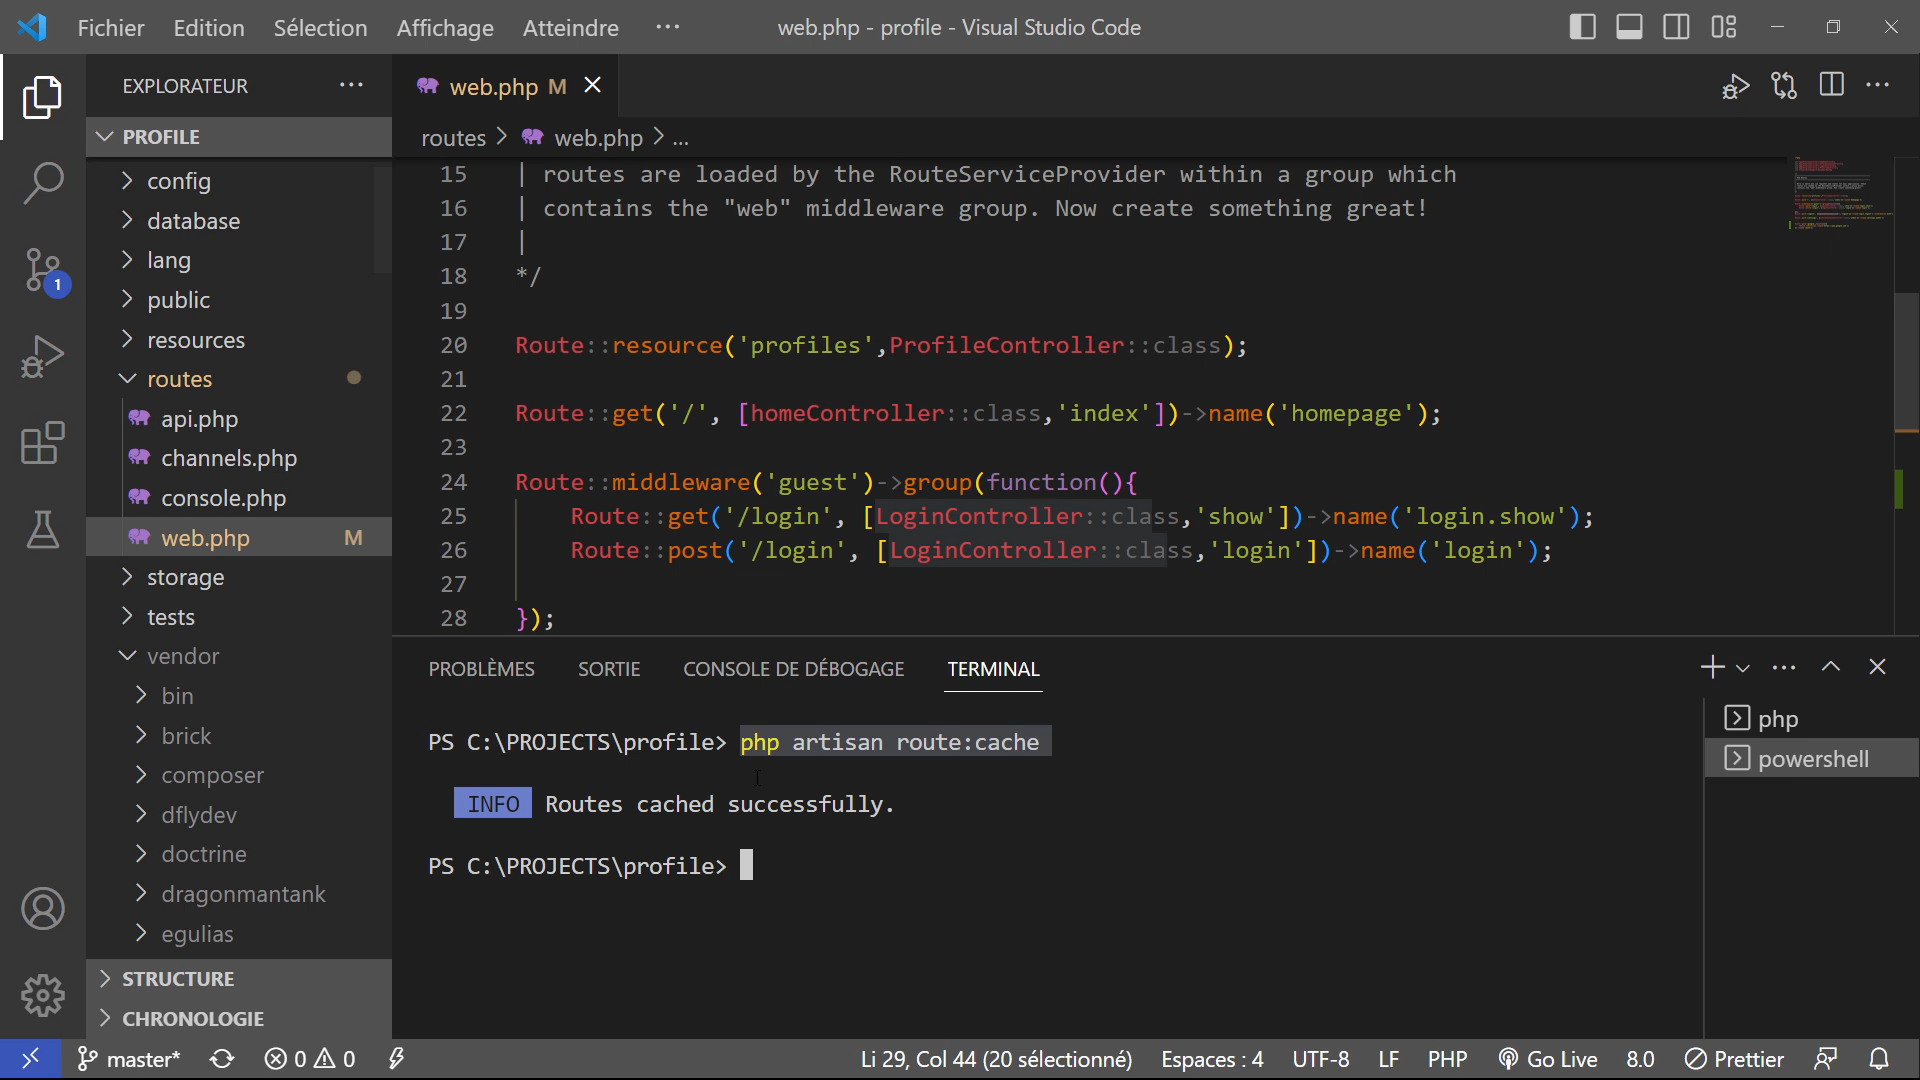 Fichier Edition Sélection Affichage Atteindre ··· web.php - profile - Visual Studio Code
EXPLORATEUR ···
PROFILE
config
database
lang
public
resources
routes
api.php
channels.php
console.php
web.php M
storage
tests
vendor
bin
brick
composer
dflydev
doctrine
dragonmantank
egulias
STRUCTURE
CHRONOLOGIE
1
web.php M
routes > web.php > ...
15 | routes are loaded by the RouteServiceProvider within a group which
16 | contains the "web" middleware group. Now create something great!
17 |
18 */
19
20 Route::resource('profiles',ProfileController::class);
21
22 Route::get('/', [homeController::class,'index'])->name('homepage');
23
24 Route::middleware('guest')->group(function(){
25 Route::get('/login', [LoginController::class,'show'])->name('login.show');
26 Route::post('/login', [LoginController::class,'login'])->name('login');
27
28 });
PROBLÈMES SORTIE CONSOLE DE DÉBOGAGE TERMINAL
PS C:\PROJECTS\profile> php artisan route:cache
INFO Routes cached successfully.
PS C:\PROJECTS\profile>
php
powershell
master* 0 0 Li 29, Col 44 (20 sélectionné) Espaces : 4 UTF-8 LF PHP Go Live 8.0 Prettier